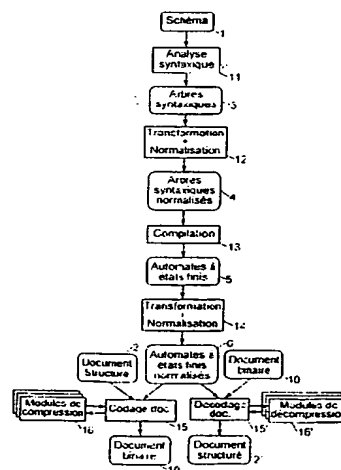 Schéma
1
Analyse
syntaxique
11
Arbres
syntaxiques
3
Transformation
Normalisation
12
Arbres
syntaxiques
normalisés
4
Compilation
13
Automates à
états finis
5
Transformation
Normalisation
14
2
Document
Structure
Automates à
états finis
normalisés
6
Document
binaire
10
Modules de
compression
16
Codage doc.
15
Décodage
doc.
15'
Modules de
décompression
16'
Document
binaire
10
Document
structuré
2